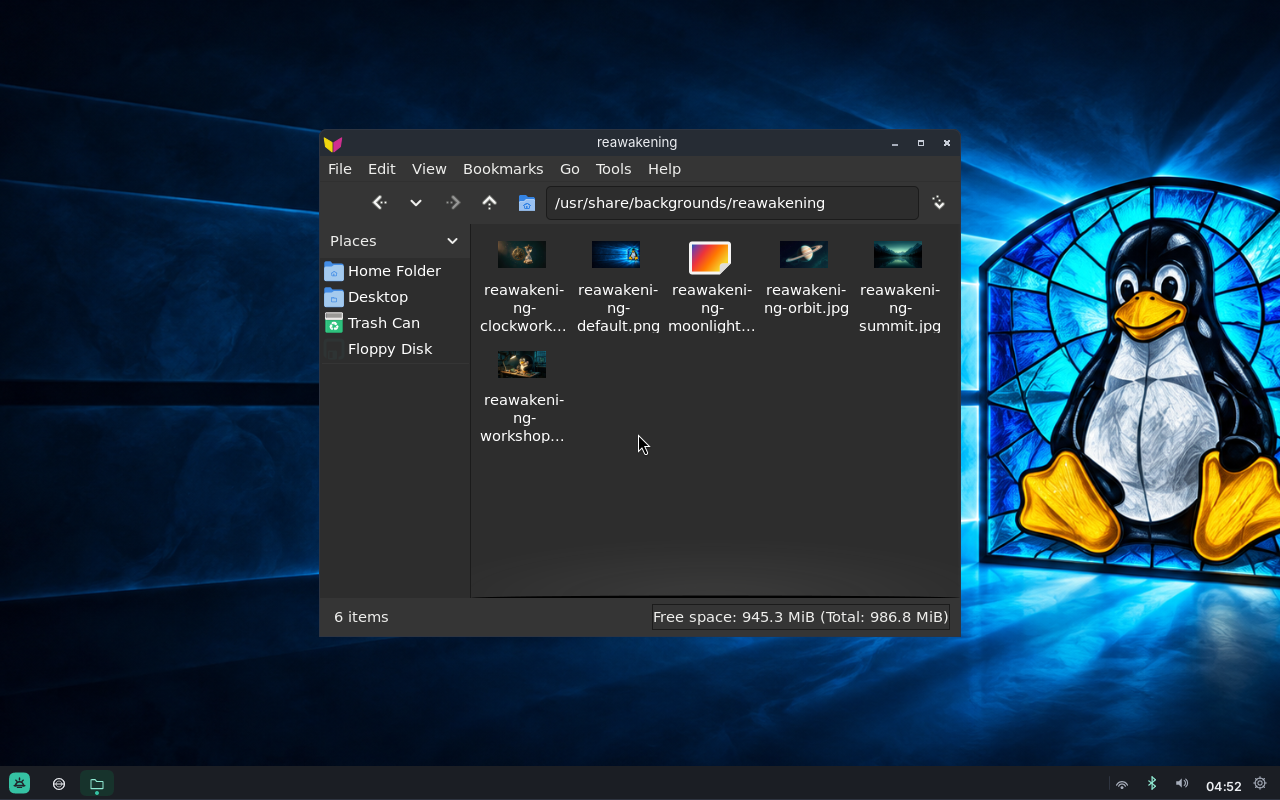 reawakening
File Edit View Bookmarks Go Tools Help
/usr/share/backgrounds/reawakening
Places
Home Folder
Desktop
Trash Can
Floppy Disk
reawakeni-
ng-
clockwork...
reawakeni-
ng-
default.png
reawakeni-
ng-
moonlight...
reawakeni-
ng-orbit.jpg
reawakeni-
ng-
summit.jpg
reawakeni-
ng-
workshop...
6 items
Free space: 945.3 MiB (Total: 986.8 MiB)
04:52